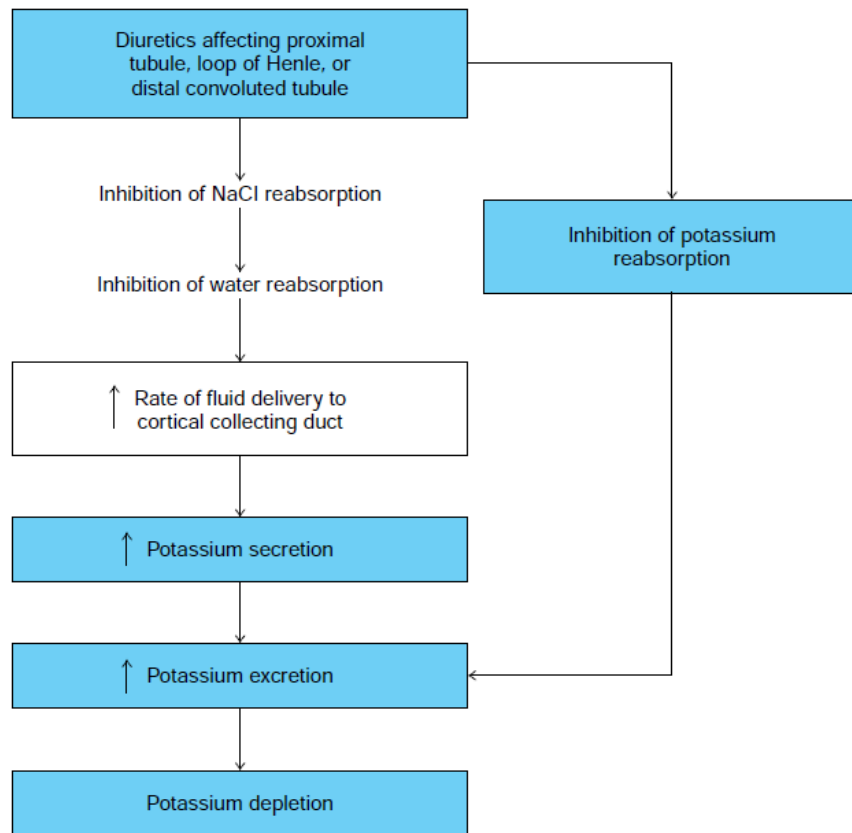 Diuretics affecting proximal
tubule, loop of Henle, or
distal convoluted tubule
Inhibition of NaCl reabsorption
Inhibition of potassium
reabsorption
Inhibition of water reabsorption
↑ Rate of fluid delivery to
cortical collecting duct
↑ Potassium secretion
↑ Potassium excretion
Potassium depletion